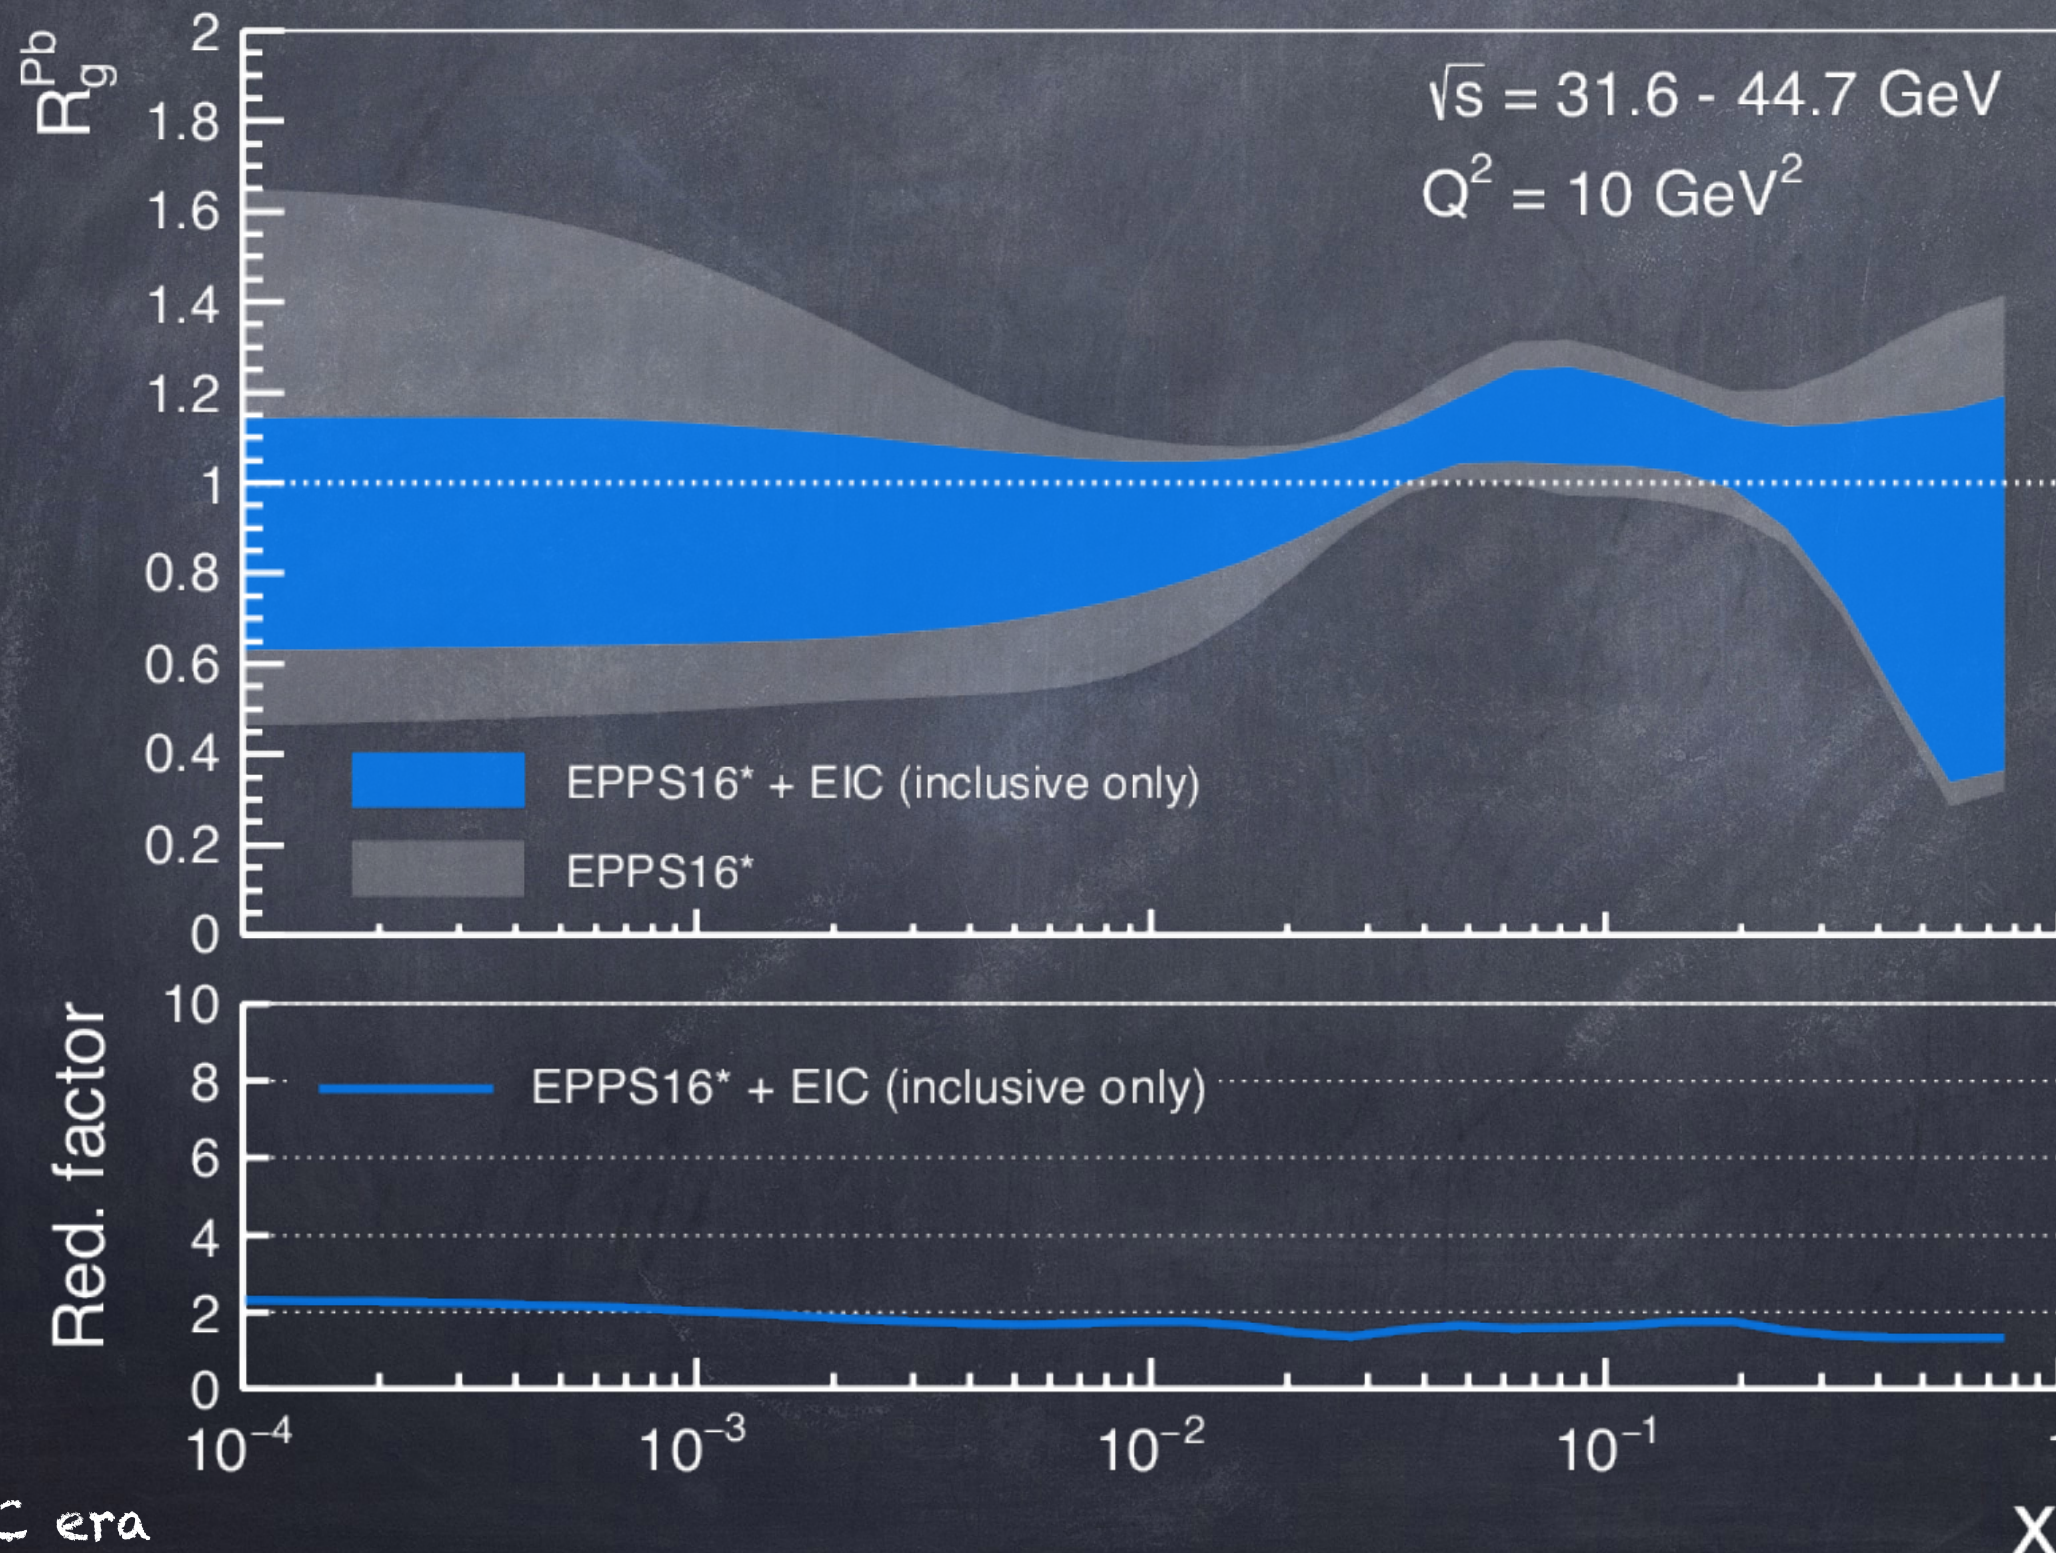 R_g^Pb
2
1.8
1.6
1.4
1.2
1
0.8
0.6
0.4
0.2
0
√s = 31.6 - 44.7 GeV
Q² = 10 GeV²
EPPS16* + EIC (inclusive only)
EPPS16*
Red. factor
10
8
6
4
2
0
EPPS16* + EIC (inclusive only)
10⁻⁴ 10⁻³ 10⁻² 10⁻¹
era
x